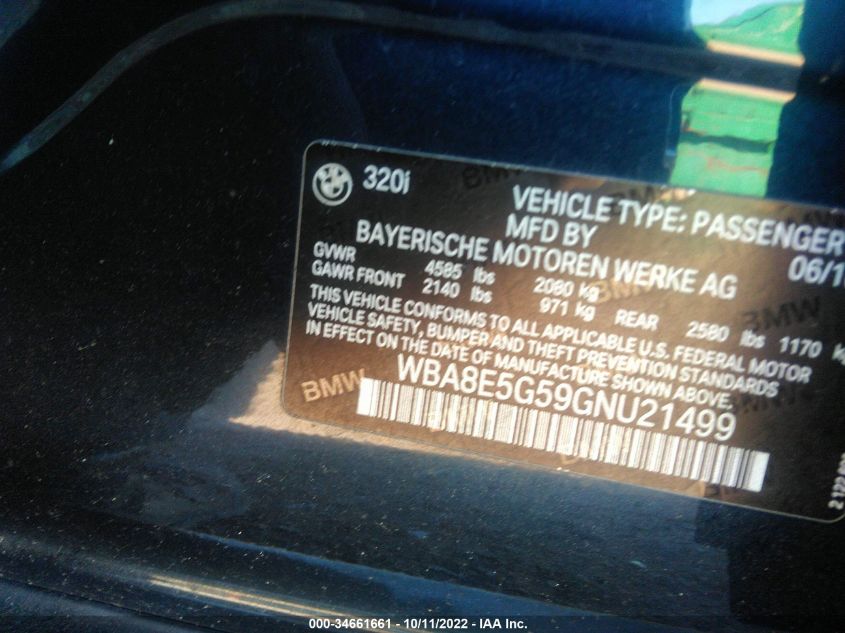 320i
VEHICLE TYPE: PASSENGER
MFD BY
BAYERISCHE MOTOREN WERKE AG
GVWR 4585 lbs 2080 kg
GAWR FRONT 2140 lbs 971 kg REAR 2580 lbs 1170
THIS VEHICLE CONFORMS TO ALL APPLICABLE U.S. FEDERAL MOTOR
VEHICLE SAFETY, BUMPER AND THEFT PREVENTION STANDARDS
IN EFFECT ON THE DATE OF MANUFACTURE SHOWN ABOVE.
WBA8E5G59GNU21499
BMW
BMW
BMW
BMW
000-34661661 - 10/11/2022 - IAA Inc.